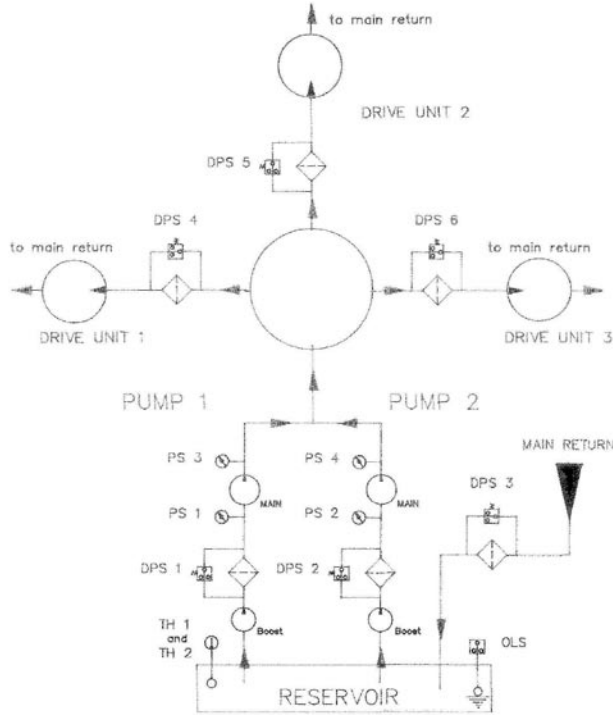 to main return
DRIVE UNIT 2
DPS 5
DPS 4
DPS 6
to main return
to main return
DRIVE UNIT 1
DRIVE UNIT 3
PUMP 1
PUMP 2
MAIN RETURN
PS 3
PS 4
DPS 3
MAIN
MAIN
PS 1
PS 2
DPS 1
DPS 2
TH 1
and
TH 2
Boost
Boost
OLS
RESERVOIR